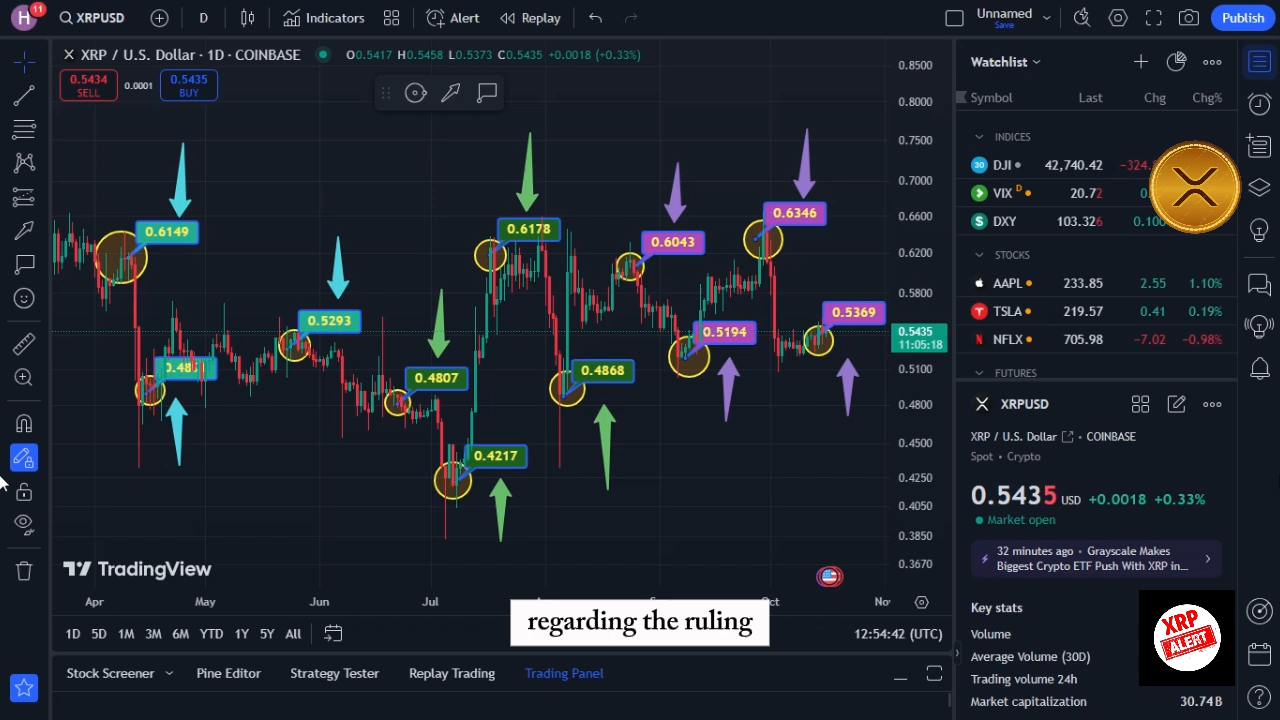 H 11 XRPUSD D Indicators Alert Replay Unnamed Save Publish
XRP / U.S. Dollar · 1D · COINBASE O0.5417 H0.5458 L0.5373 C0.5435 +0.0018 (+0.33%)
0.5434 SELL 0.0001 0.5435 BUY
0.6149
0.5293
0.4807
0.4217
0.6178
0.4868
0.6043
0.5194
0.6346
0.5369
0.8500
0.8000
0.7500
0.7000
0.6600
0.6200
0.5800
0.5435
11:05:18
0.5100
0.4800
0.4500
0.4250
0.4050
0.3850
0.3670
TradingView
Apr May Jun Jul Oct
regarding the ruling
1D 5D 1M 3M 6M YTD 1Y 5Y All 12:54:42 (UTC)
Stock Screener Pine Editor Strategy Tester Replay Trading Trading Panel
Watchlist
Symbol Last Chg Chg%
INDICES
30 DJI 42,740.42
VIX D 20.72
$ DXY 103.326 0.100
STOCKS
AAPL 233.85 2.55 1.10%
TSLA 219.57 0.41 0.19%
N NFLX 705.98 −7.02 −0.98%
FUTURES
XRPUSD
XRP / U.S. Dollar COINBASE
Spot • Crypto
0.5435 USD +0.0018 +0.33%
Market open
32 minutes ago • Grayscale Makes
Biggest Crypto ETF Push With XRP in...
Key stats
Volume
Average Volume (30D)
Trading volume 24h
Market capitalization 30.74B
XRP
ALERT